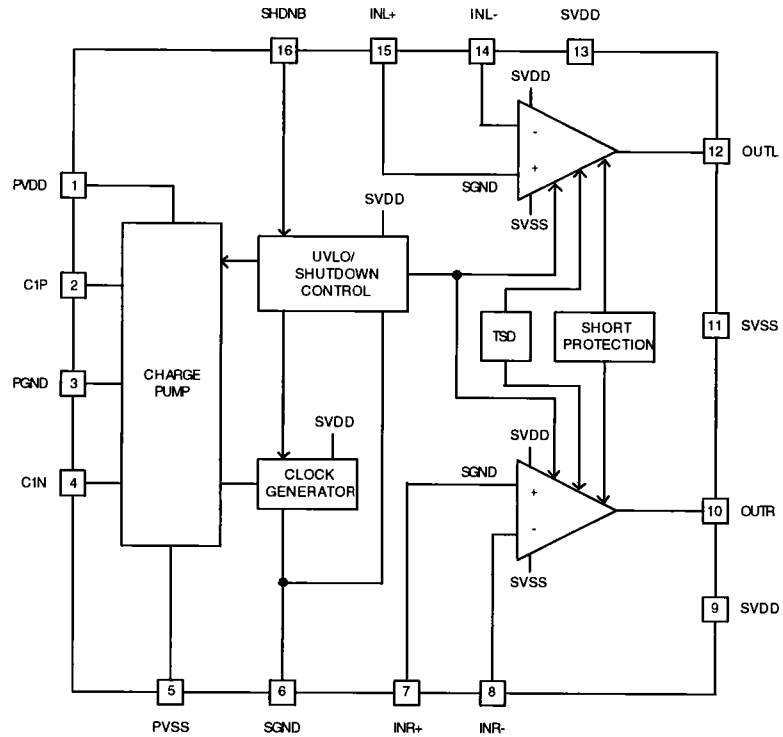 SHDNB INL+ INL- SVDD
16 15 14 13
SVDD
-
+
SGND
SVSS
12 OUTL
PVDD 1
SVDD
UVLO/
SHUTDOWN
CONTROL
C1P 2
11 SVSS
TSD
SHORT
PROTECTION
CHARGE
PUMP
PGND 3
SVDD
SVDD
CLOCK
GENERATOR
SGND
+
-
C1N 4
10 OUTR
SVSS
9 SVDD
5 6 7 8
PVSS SGND INR+ INR-